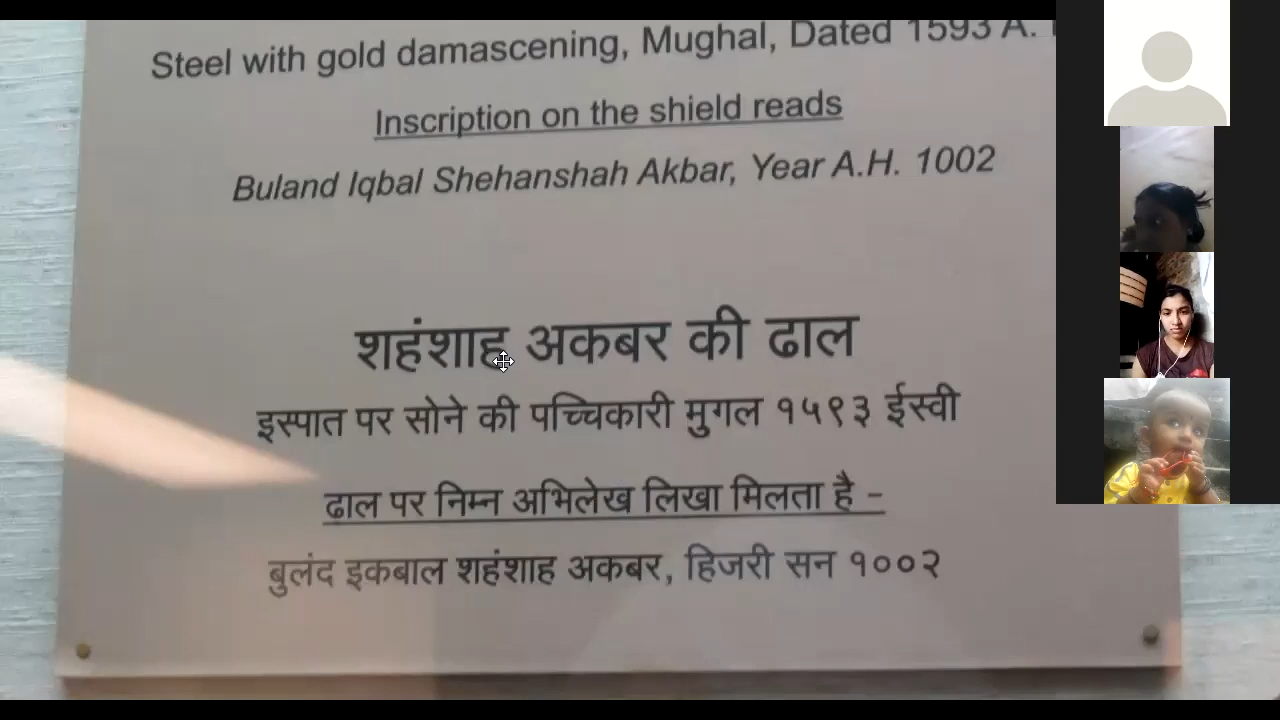 Steel with gold damascening, Mughal, Dated 1593 A.
Inscription on the shield reads
Buland Iqbal Shehanshah Akbar, Year A.H. 1002
शहंशाह अकबर की ढाल
इस्पात पर सोने की पच्चिकारी मुगल १५९३ ईस्वी
ढाल पर निम्न अभिलेख लिखा मिलता है -
बुलंद इकबाल शहंशाह अकबर, हिजरी सन १००२